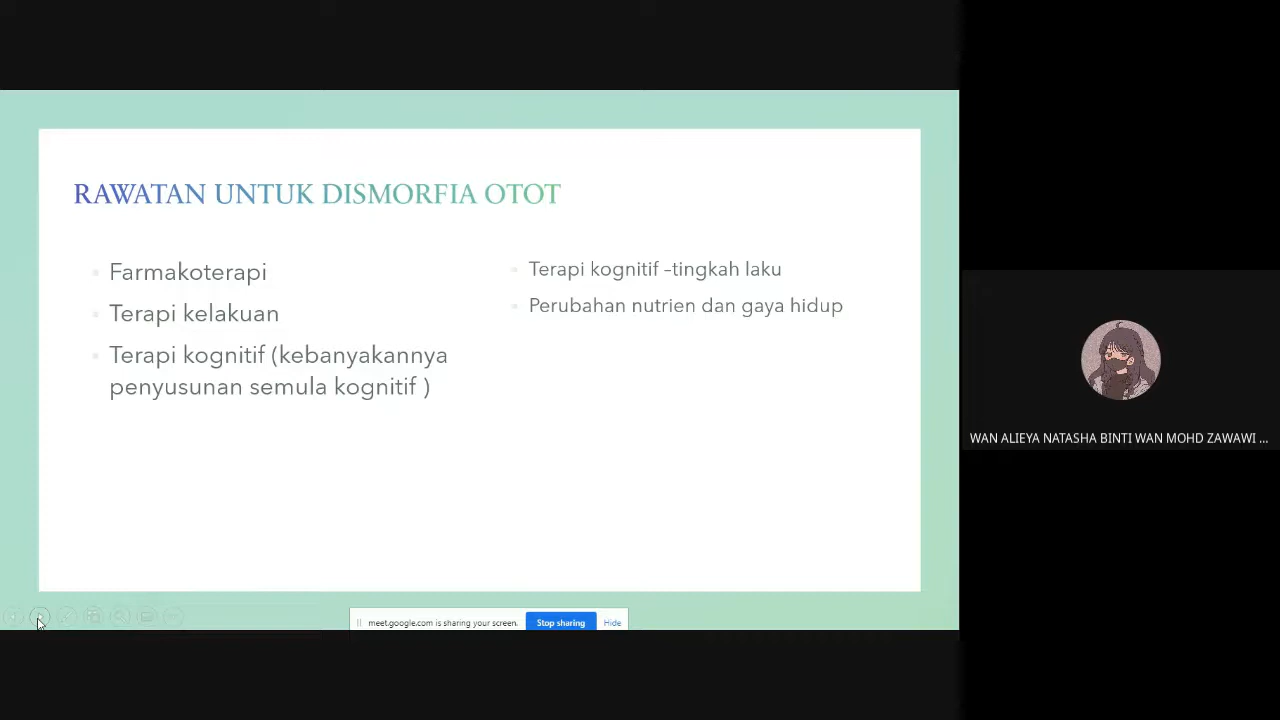 RAWATAN UNTUK DISMORFIA OTOT
Farmakoterapi
Terapi kelakuan
Terapi kognitif (kebanyakannya
penyusunan semula kognitif )
Terapi kognitif –tingkah laku
Perubahan nutrien dan gaya hidup
WAN ALIEYA NATASHA BINTI WAN MOHD ZAWAWI ...
meet.google.com is sharing your screen.
Stop sharing
Hide